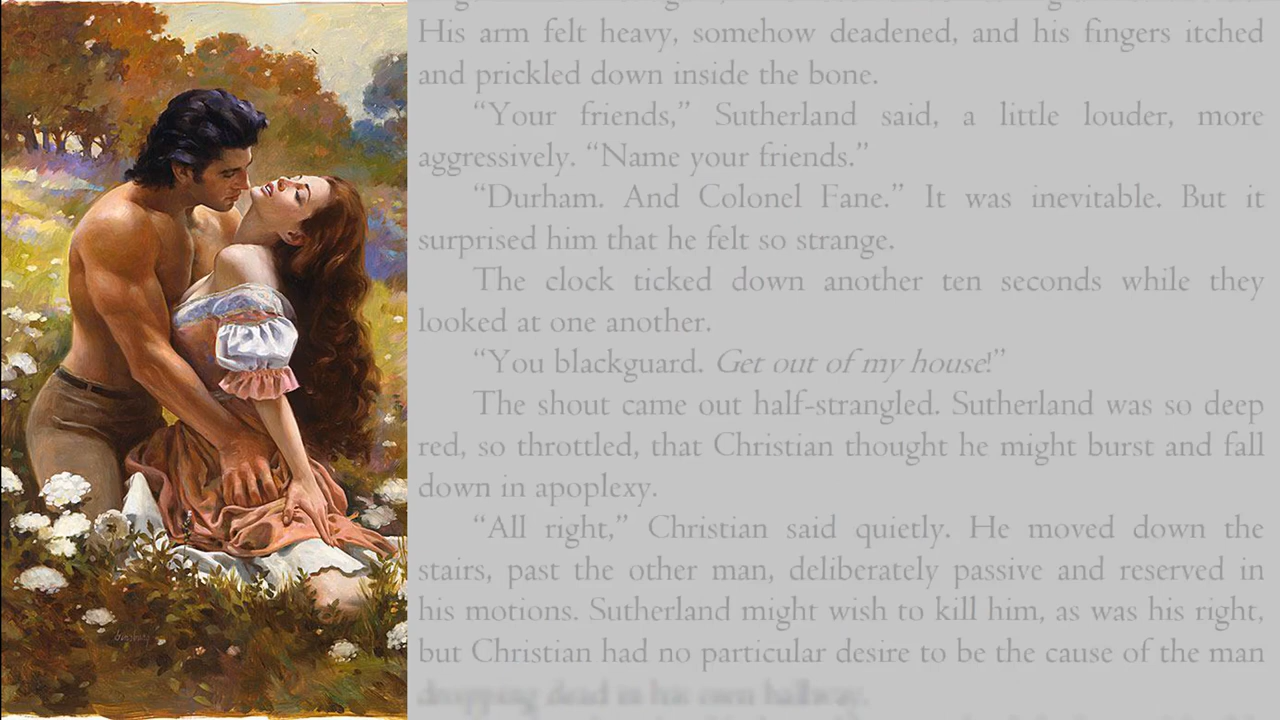 His arm felt heavy, somehow deadened, and his fingers itched
and prickled down inside the bone.
“Your friends,” Sutherland said, a little louder, more
aggressively. “Name your friends.”
“Durham. And Colonel Fane.” It was inevitable. But it
surprised him that he felt so strange.
The clock ticked down another ten seconds while they
looked at one another.
“You blackguard. Get out of my house!”
The shout came out half-strangled. Sutherland was so deep
red, so throttled, that Christian thought he might burst and fall
down in apoplexy.
“All right,” Christian said quietly. He moved down the
stairs, past the other man, deliberately passive and reserved in
his motions. Sutherland might wish to kill him, as was his right,
but Christian had no particular desire to be the cause of the man
dropping dead in his own hallway.